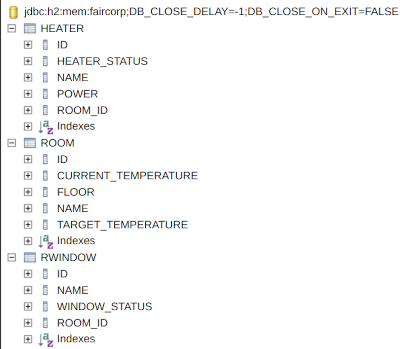 jdbc:h2:mem:faircorp;DB_CLOSE_DELAY=-1;DB_CLOSE_ON_EXIT=FALSE
HEATER
ID
HEATER_STATUS
NAME
POWER
ROOM_ID
Indexes
ROOM
ID
CURRENT_TEMPERATURE
FLOOR
NAME
TARGET_TEMPERATURE
Indexes
RWINDOW
ID
NAME
WINDOW_STATUS
ROOM_ID
Indexes